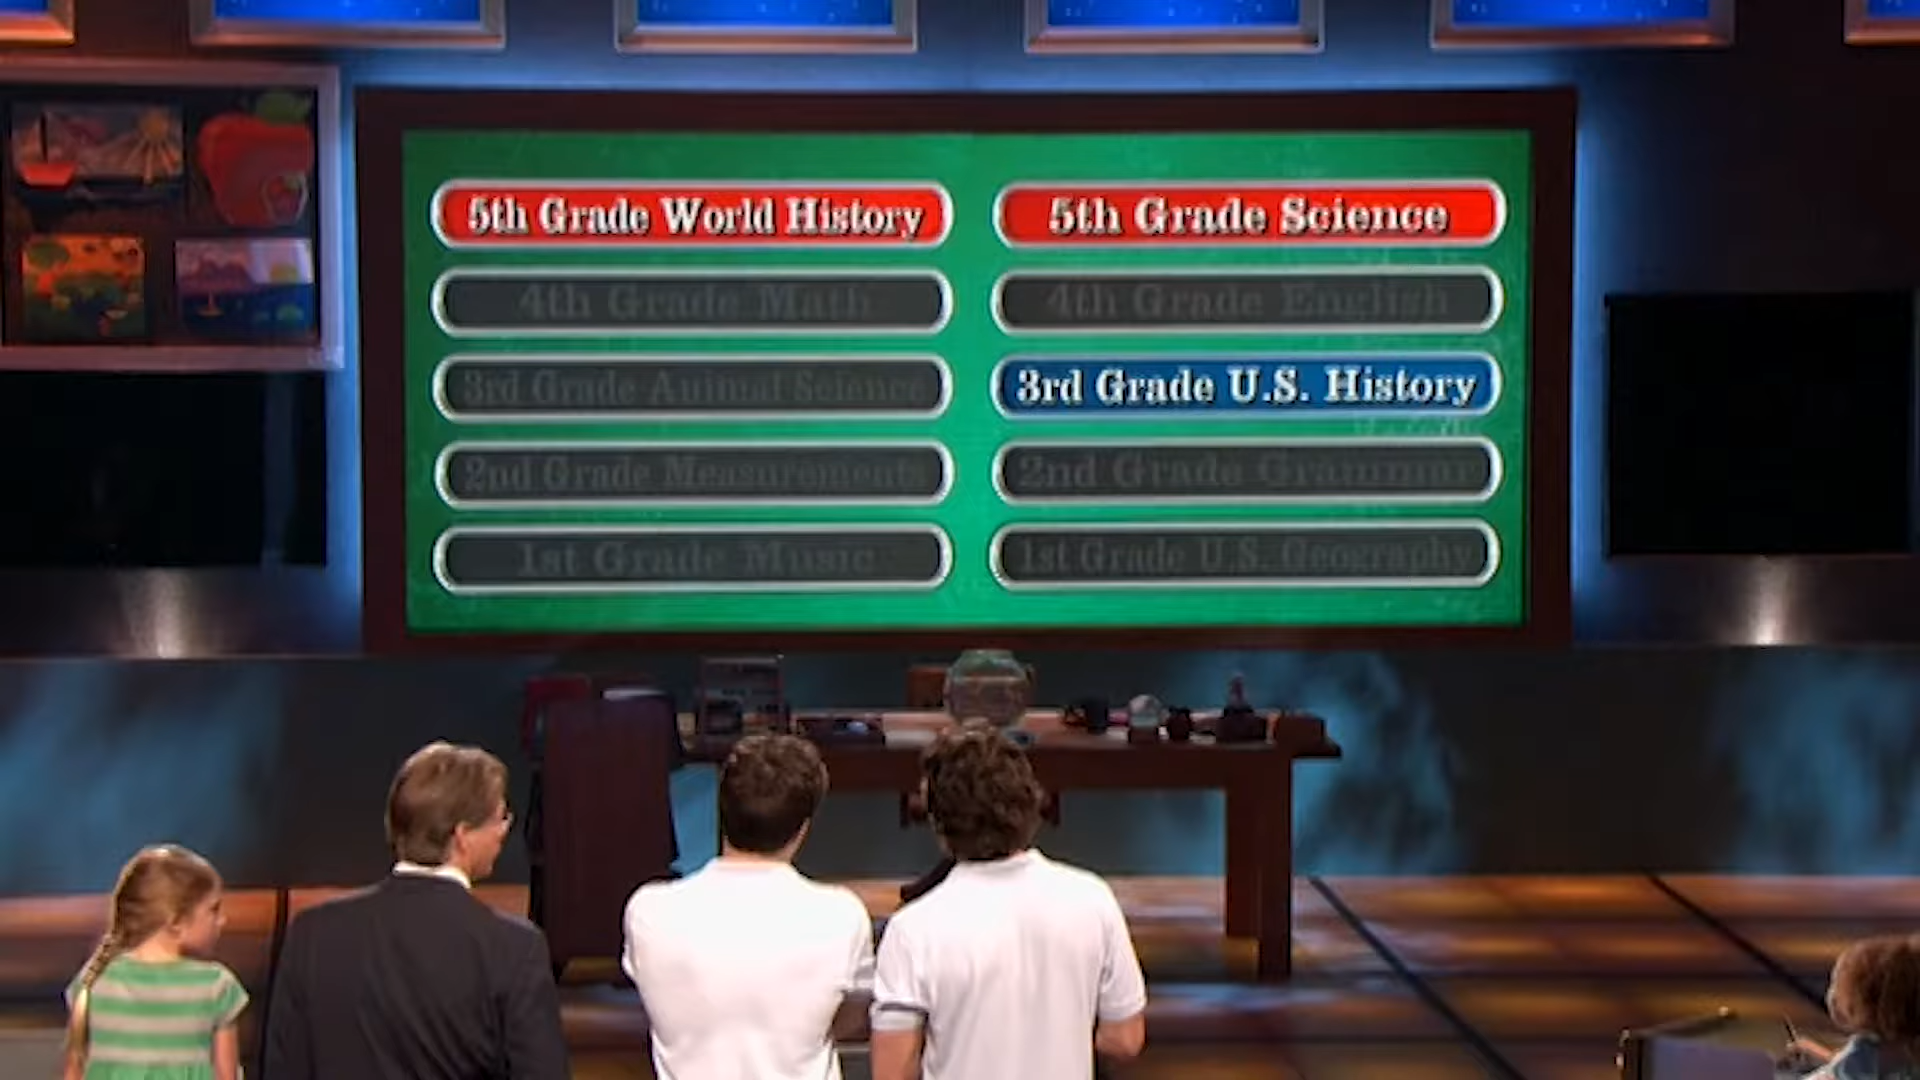 5th Grade World History
5th Grade Science
4th Grade Math
4th Grade English
3rd Grade Animal Science
3rd Grade U.S. History
2nd Grade Measurements
2nd Grade Grammar
1st Grade Music
1st Grade U.S. Geography